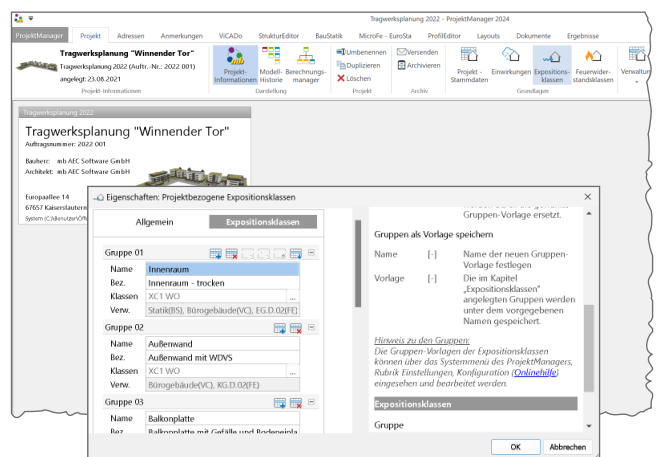 Tragwerksplanung 2022 - ProjektManager 2024
ProjektManager Projekt Adressen Anmerkungen ViCADo StrukturEditor BauStatik MicroFe - EuroSta ProfilEditor Layouts Dokumente Ergebnisse
Tragwerksplanung "Winnender Tor"
Tragwerksplanung 2022 (Auftr.-Nr.: 2022 001)
angelegt: 23.08.2021
Projekt-Informationen
Projekt-Informationen
Modell-Historie
Berechnungs-manager
Darstellung
Umbenennen
Duplizieren
Löschen
Projekt
Versenden
Archivieren
Archiv
Projekt - Stammdaten
Einwirkungen
Expositions-klassen
Feuerwider-standsklassen
Grundlagen
Verwaltun
Tragwerksplanung 2022
Tragwerksplanung "Winnender Tor"
Auftragsnummer: 2022 001
Bauherr: mb AEC Software GmbH
Architekt: mb AEC Software GmbH
Europaallee 14
67657 Kaiserslautern
Eigenschaften: Projektbezogene Expositionsklassen
Allgemein Expositionsklassen
Gruppe 01
Name Innenraum
Bez. Innenraum - trocken
Klassen XC1 WO ...
Verw. Statik(BS), Bürogebäude(VC), EG.D.02(FE)
Gruppe 02
Name Außenwand
Bez. Außenwand mit WDVS
Klassen XC1 WO ...
Verw. Bürogebäude(VC), KG.D.02(FE)
Gruppe 03
Name Balkonplatte
Bez. Balkonplatte mit Gefälle und Bodeneinla
Gruppen-Vorlage ersetzt.
Gruppen als Vorlage speichern
Name [-] Name der neuen Gruppen-
Vorlage festlegen
Vorlage [-] Die im Kapitel
„Expositionsklassen"
angelegten Gruppen werden
unter dem vorgegebenen
Namen gespeichert.
Hinweis zu den Gruppen:
Die Gruppen-Vorlagen der Expositionsklassen
können über das Systemmenü des ProjektManagers,
Rubrik Einstellungen, Konfiguration (Onlinehilfe)
eingesehen und bearbeitet werden.
Expositionsklassen
Gruppe
OK Abbrechen